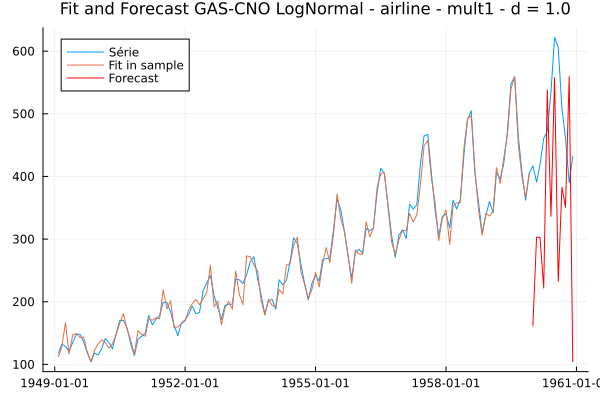 Fit and Forecast GAS-CNO LogNormal - airline - mult1 - d = 1.0
Série
Fit in sample
Forecast
600
500
400
300
200
100
1949-01-01 1952-01-01 1955-01-01 1958-01-01 1961-01-0